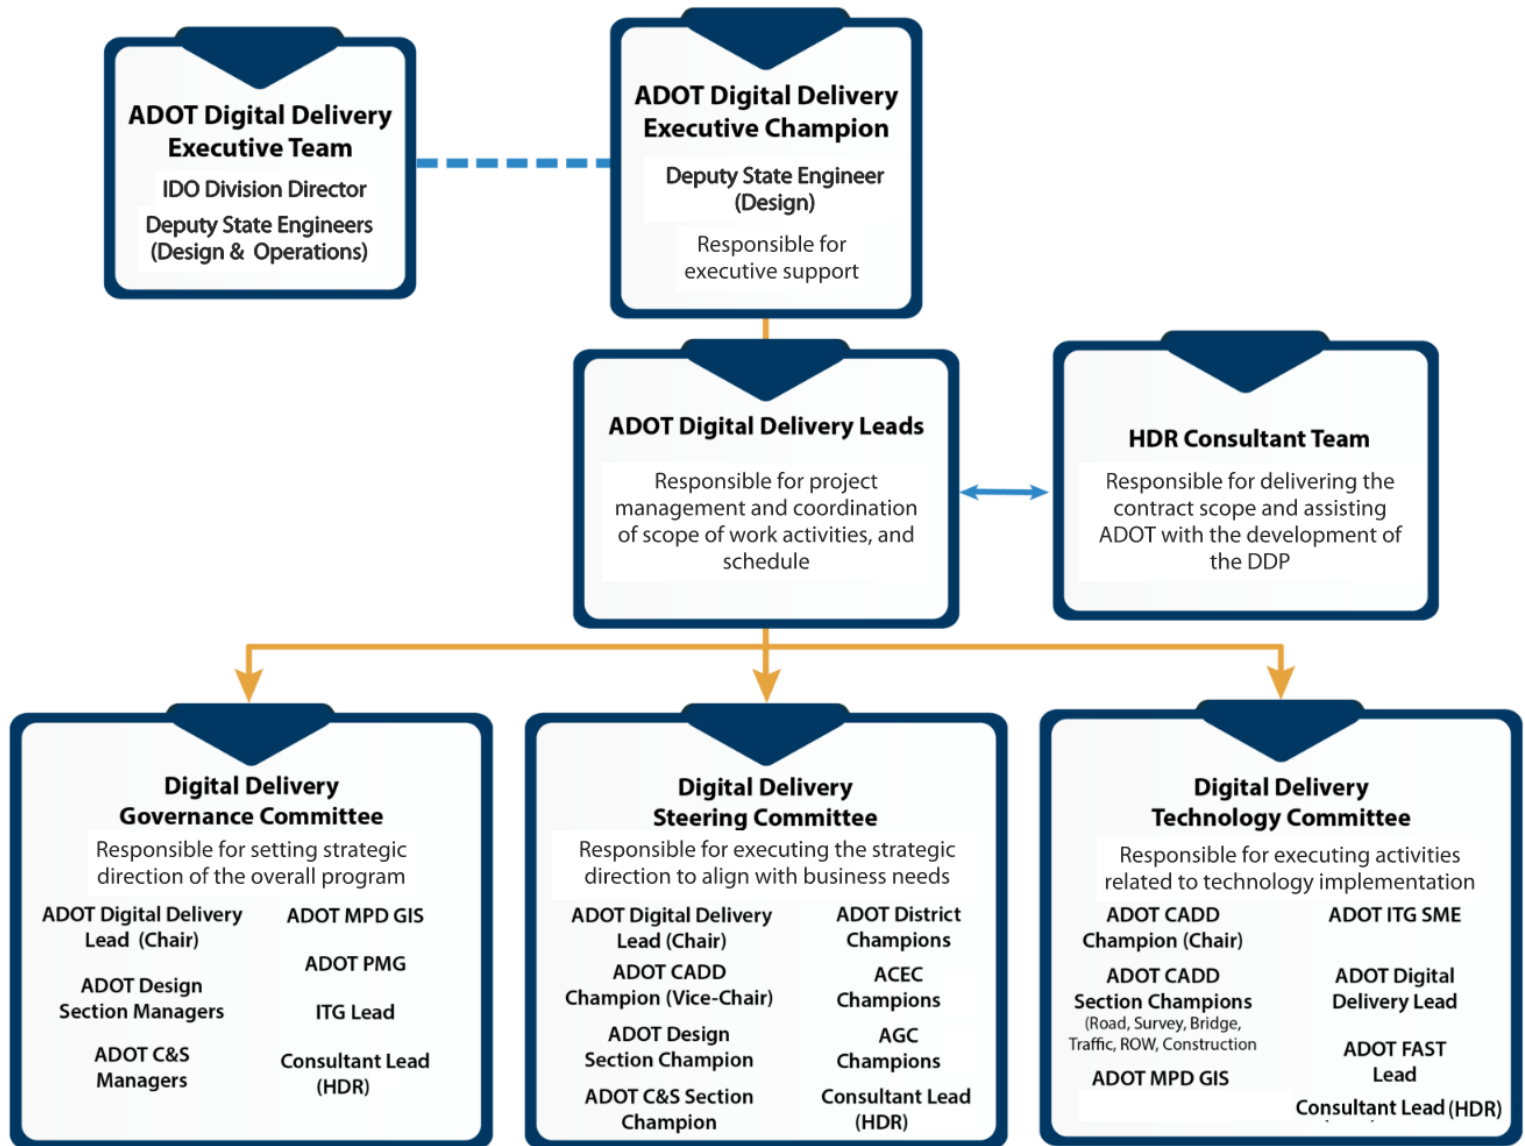 ADOT Digital Delivery
Executive Team
IDO Division Director
Deputy State Engineers
(Design & Operations)
ADOT Digital Delivery
Executive Champion
Deputy State Engineer
(Design)
Responsible for
executive support
ADOT Digital Delivery Leads
Responsible for project
management and coordination
of scope of work activities, and
schedule
HDR Consultant Team
Responsible for delivering the
contract scope and assisting
ADOT with the development of
the DDP
Digital Delivery
Governance Committee
Responsible for setting strategic
direction of the overall program
ADOT Digital Delivery
Lead (Chair)
ADOT Design
Section Managers
ADOT C&S
Managers
ADOT MPD GIS
ADOT PMG
ITG Lead
Consultant Lead
(HDR)
Digital Delivery
Steering Committee
Responsible for executing the strategic
direction to align with business needs
ADOT Digital Delivery
Lead (Chair)
ADOT CADD
Champion (Vice-Chair)
ADOT Design
Section Champion
ADOT C&S Section
Champion
ADOT District
Champions
ACEC
Champions
AGC
Champions
Consultant Lead
(HDR)
Digital Delivery
Technology Committee
Responsible for executing activities
related to technology implementation
ADOT CADD
Champion (Chair)
ADOT CADD
Section Champions
(Road, Survey, Bridge,
Traffic, ROW, Construction
ADOT MPD GIS
ADOT ITG SME
ADOT Digital
Delivery Lead
ADOT FAST
Lead
Consultant Lead (HDR)